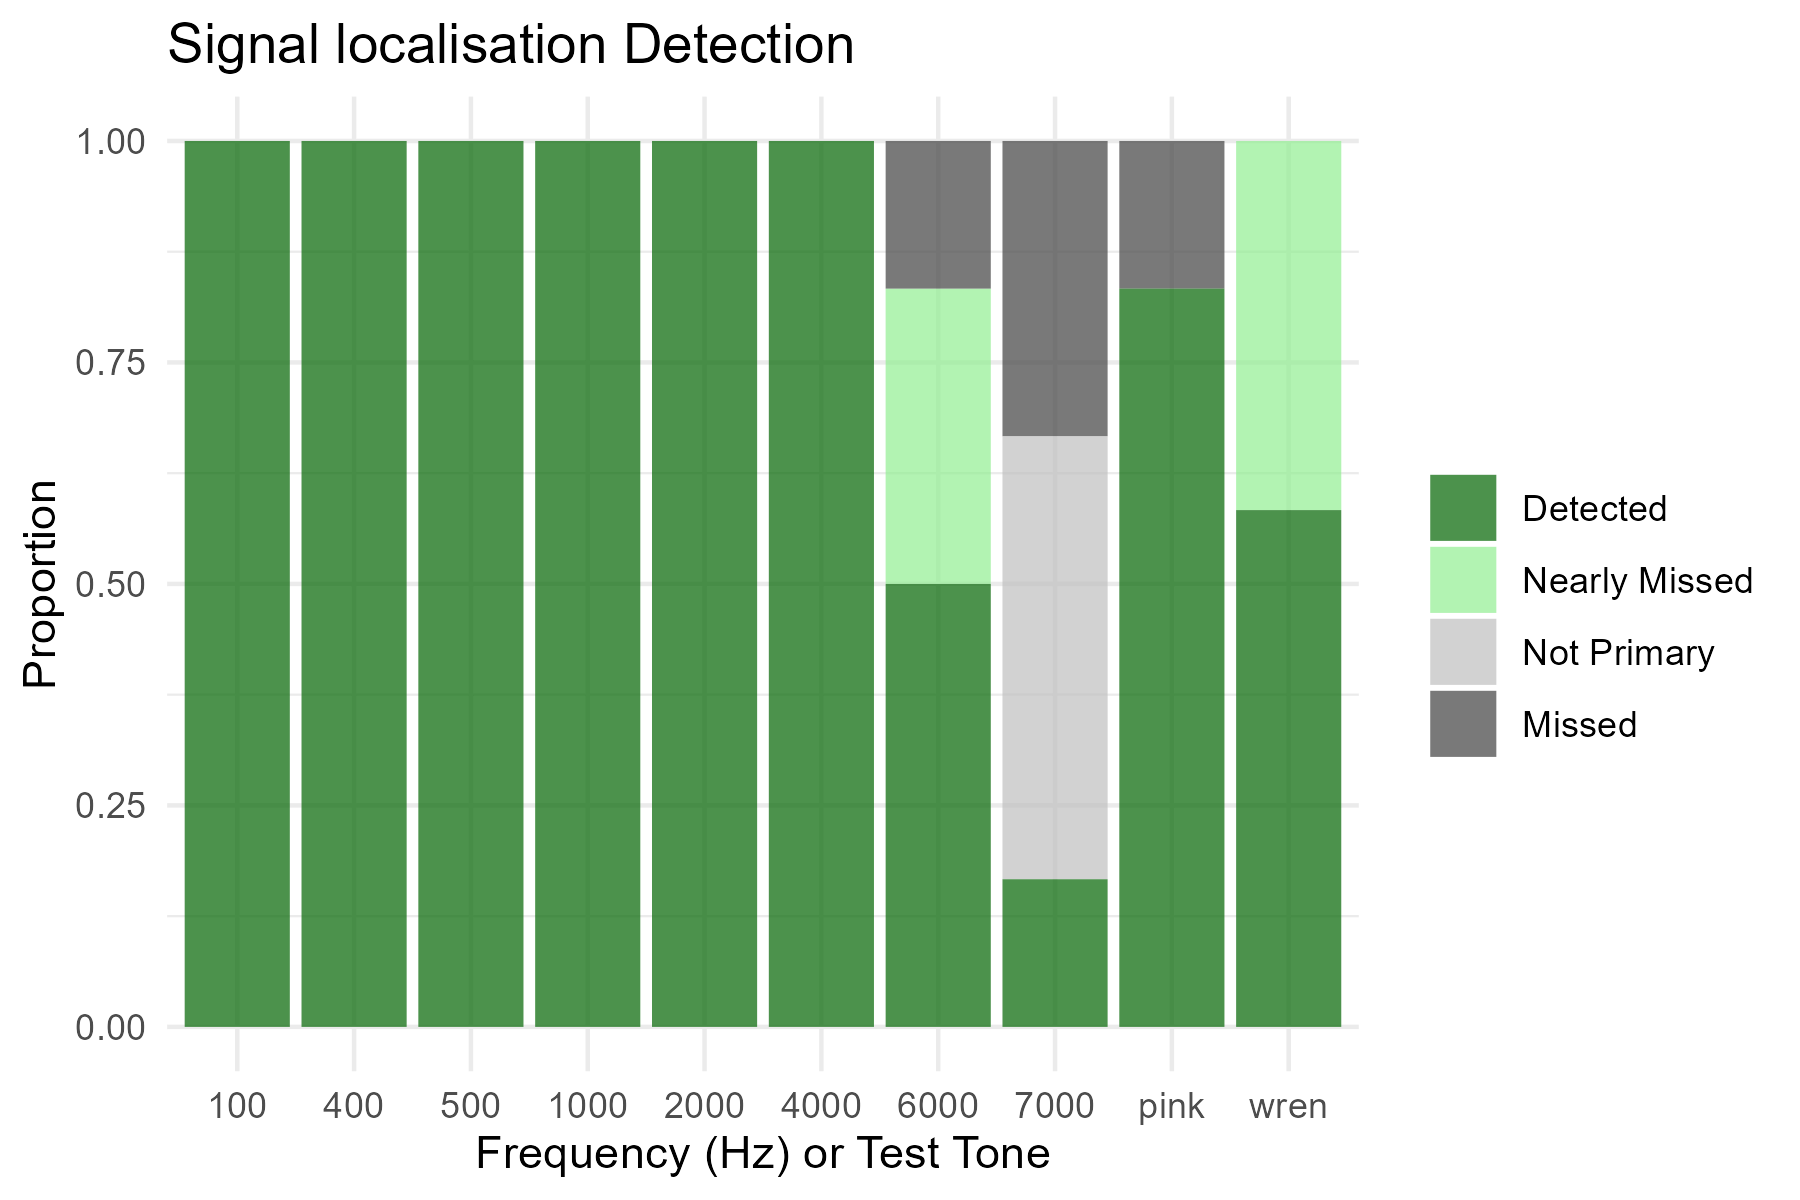 Signal localisation Detection
Proportion
1.00
0.75
0.50
0.25
0.00
100 400 500 1000 2000 4000 6000 7000 pink wren
Frequency (Hz) or Test Tone
Detected
Nearly Missed
Not Primary
Missed